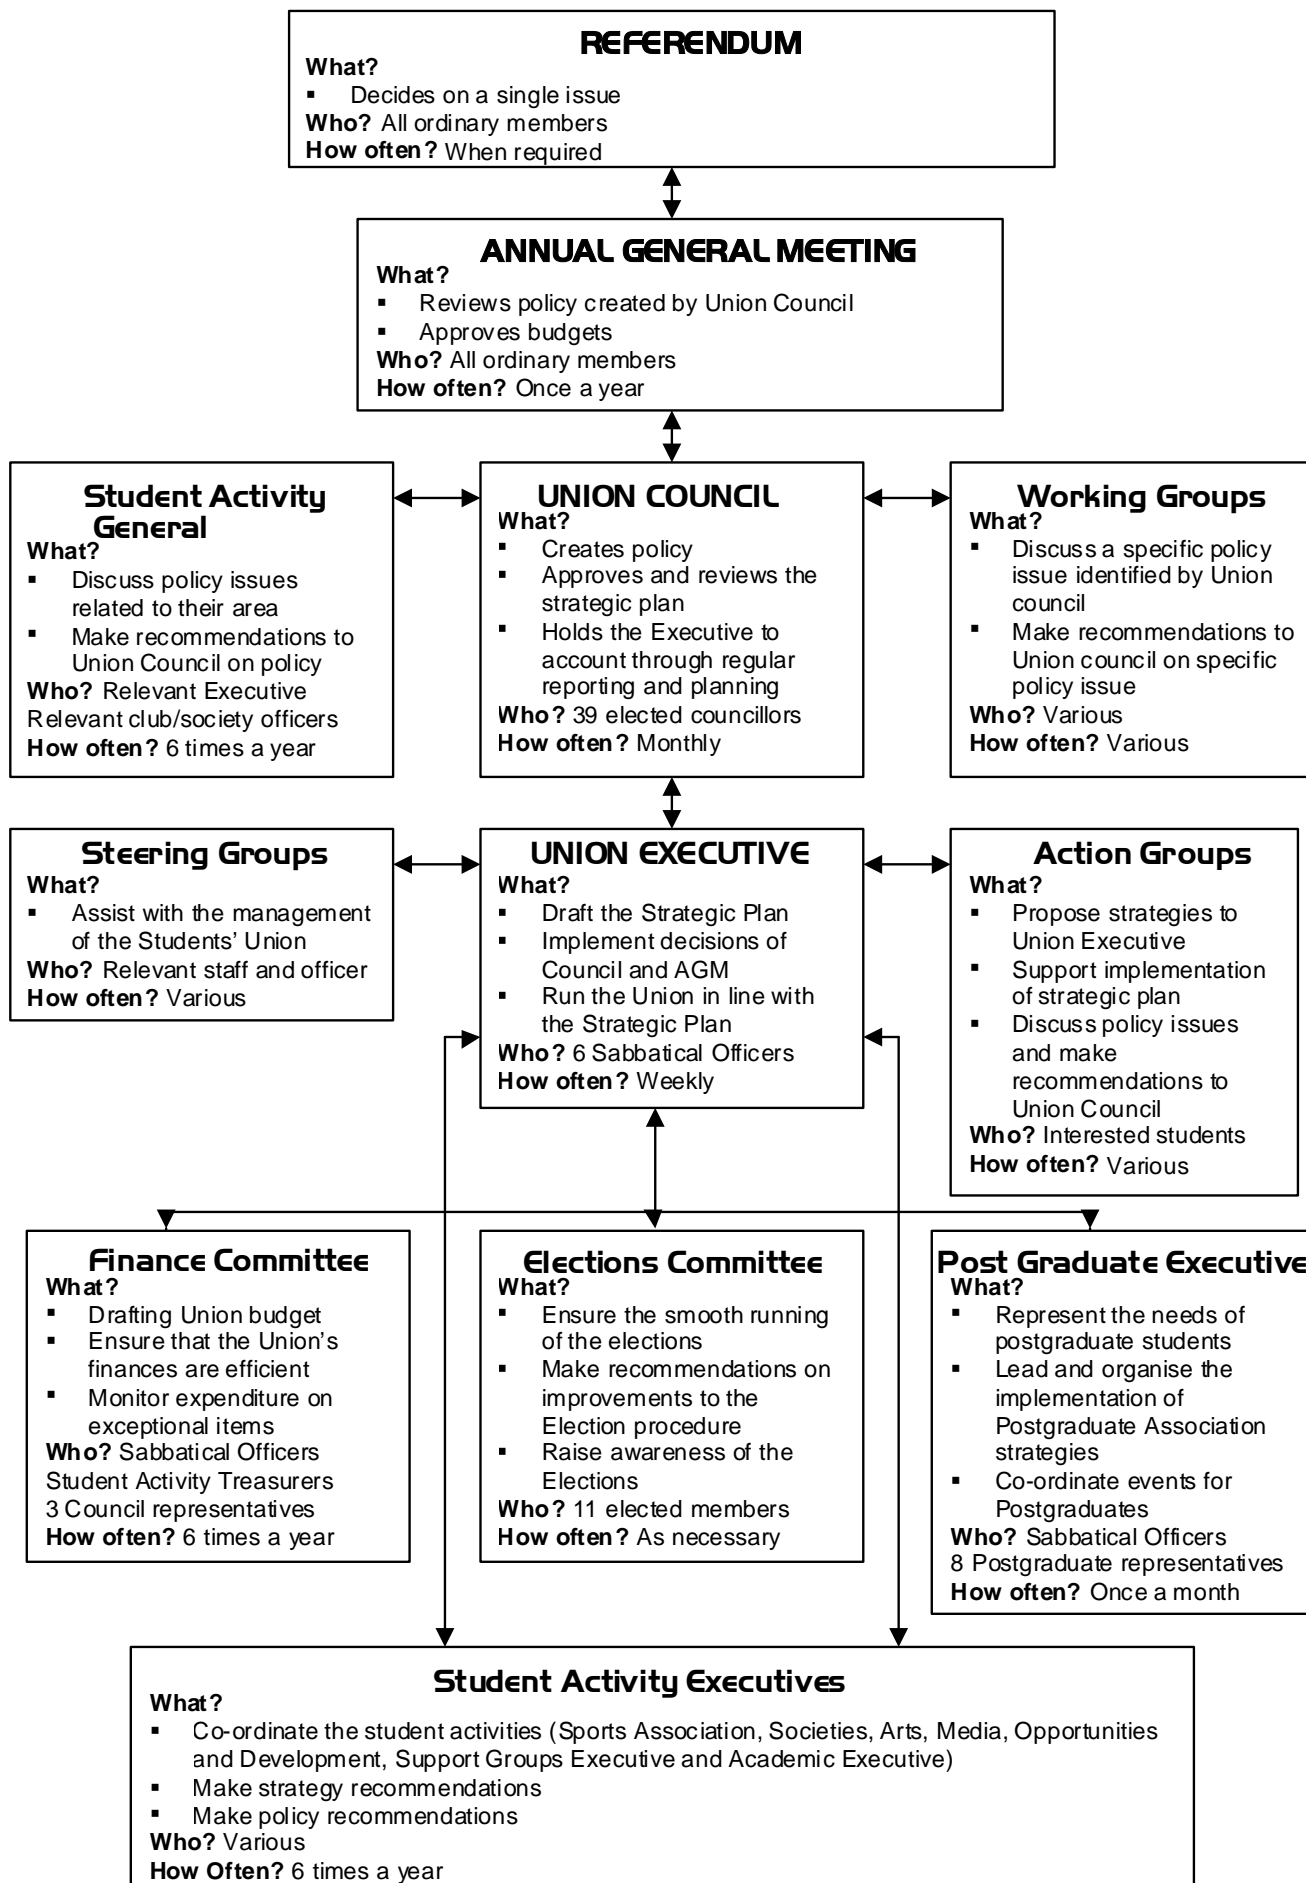 REFERENDUM
What?
▪ Decides on a single issue
Who? All ordinary members
How often? When required
ANNUAL GENERAL MEETING
What?
▪ Reviews policy created by Union Council
▪ Approves budgets
Who? All ordinary members
How often? Once a year
Student Activity
General
What?
▪ Discuss policy issues
related to their area
▪ Make recommendations to
Union Council on policy
Who? Relevant Executive
Relevant club/society officers
How often? 6 times a year
UNION COUNCIL
What?
▪ Creates policy
▪ Approves and reviews the
strategic plan
▪ Holds the Executive to
account through regular
reporting and planning
Who? 39 elected councillors
How often? Monthly
Working Groups
What?
▪ Discuss a specific policy
issue identified by Union
council
▪ Make recommendations to
Union council on specific
policy issue
Who? Various
How often? Various
Steering Groups
What?
▪ Assist with the management
of the Students' Union
Who? Relevant staff and officer
How often? Various
UNION EXECUTIVE
What?
▪ Draft the Strategic Plan
▪ Implement decisions of
Council and AGM
▪ Run the Union in line with
the Strategic Plan
Who? 6 Sabbatical Officers
How often? Weekly
Action Groups
What?
▪ Propose strategies to
Union Executive
▪ Support implementation
of strategic plan
▪ Discuss policy issues
and make
recommendations to
Union Council
Who? Interested students
How often? Various
Finance Committee
What?
▪ Drafting Union budget
▪ Ensure that the Union's
finances are efficient
▪ Monitor expenditure on
exceptional items
Who? Sabbatical Officers
Student Activity Treasurers
3 Council representatives
How often? 6 times a year
Elections Committee
What?
▪ Ensure the smooth running
of the elections
▪ Make recommendations on
improvements to the
Election procedure
▪ Raise awareness of the
Elections
Who? 11 elected members
How often? As necessary
Post Graduate Executive
What?
▪ Represent the needs of
postgraduate students
▪ Lead and organise the
implementation of
Postgraduate Association
strategies
▪ Co-ordinate events for
Postgraduates
Who? Sabbatical Officers
8 Postgraduate representatives
How often? Once a month
Student Activity Executives
What?
▪ Co-ordinate the student activities (Sports Association, Societies, Arts, Media, Opportunities
and Development, Support Groups Executive and Academic Executive)
▪ Make strategy recommendations
▪ Make policy recommendations
Who? Various
How Often? 6 times a year